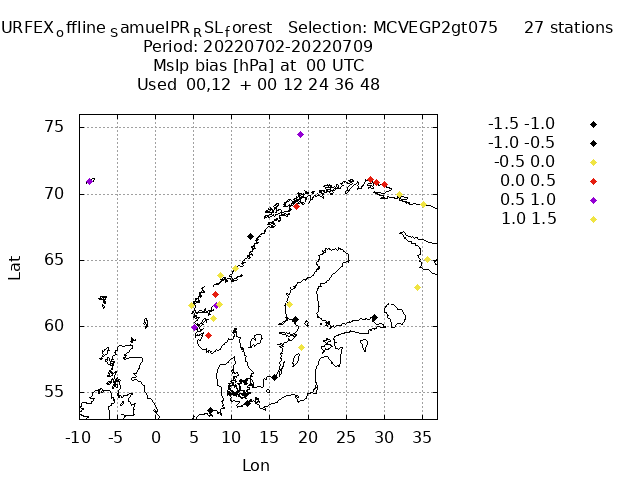 URFEXoffline SamuelPRRSLforest Selection: MCVEGP2gt075 27 stations
Period: 20220702-20220709
Mslp bias [hPa] at 00 UTC
Used 00,12 + 00 12 24 36 48
-1.5 -1.0
-1.0 -0.5
-0.5 0.0
0.0 0.5
0.5 1.0
1.0 1.5
75
70
65
60
55
Lat
-10 -5 0 5 10 15 20 25 30 35
Lon